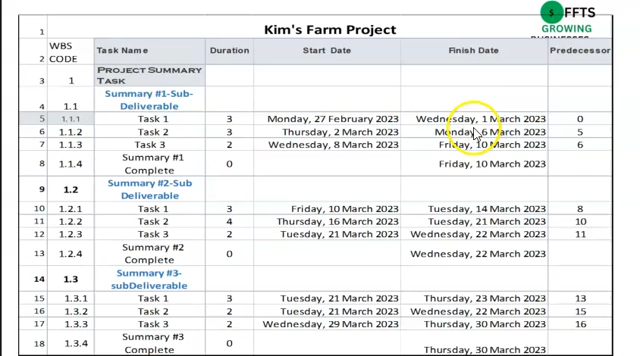 $ FFTS
GROWING
1 Kim's Farm Project
2 WBS CODE Task Name Duration Start Date Finish Date Predecessor
3 1 PROJECT SUMMARY TASK
4 1.1 Summary #1-Sub-Deliverable
5 1.1.1 Task 1 3 Monday, 27 February 2023 Wednesday, 1 March 2023 0
6 1.1.2 Task 2 3 Thursday, 2 March 2023 Monday, 6 March 2023 5
7 1.1.3 Task 3 2 Wednesday, 8 March 2023 Friday, 10 March 2023 6
8 1.1.4 Summary #1 Complete 0 Friday, 10 March 2023
9 1.2 Summary #2-Sub Deliverable
10 1.2.1 Task 1 3 Friday, 10 March 2023 Tuesday, 14 March 2023 8
11 1.2.2 Task 2 4 Thursday, 16 March 2023 Tuesday, 21 March 2023 10
12 1.2.3 Task 3 2 Tuesday, 21 March 2023 Wednesday, 22 March 2023 11
13 1.2.4 Summary #2 Complete 0 Wednesday, 22 March 2023
14 1.3 Summary #3-subDeliverable
15 1.3.1 Task 1 3 Tuesday, 21 March 2023 Thursday, 23 March 2023 13
16 1.3.2 Task 2 2 Tuesday, 21 March 2023 Wednesday, 22 March 2023 15
17 1.3.3 Task 3 2 Wednesday, 29 March 2023 Thursday, 30 March 2023 16
18 1.3.4 Summary #3 Complete 0 Thursday, 30 March 2023